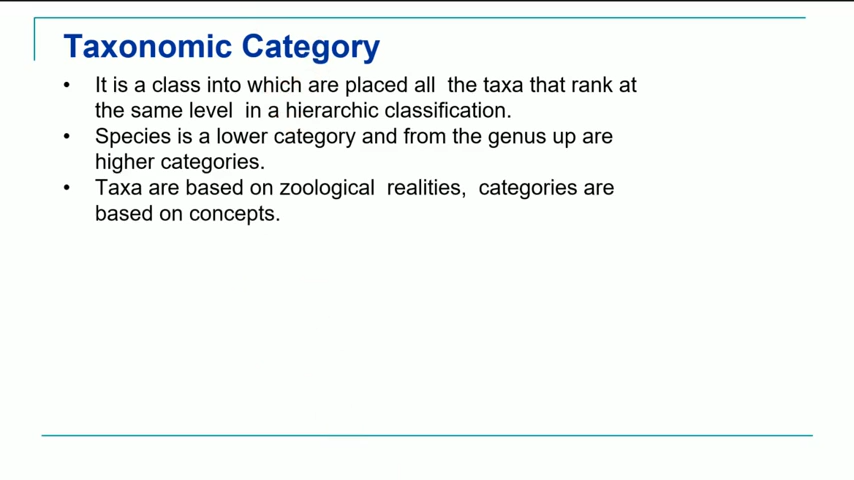 Taxonomic Category
• It is a class into which are placed all the taxa that rank at
the same level in a hierarchic classification.
• Species is a lower category and from the genus up are
higher categories.
• Taxa are based on zoological realities, categories are
based on concepts.